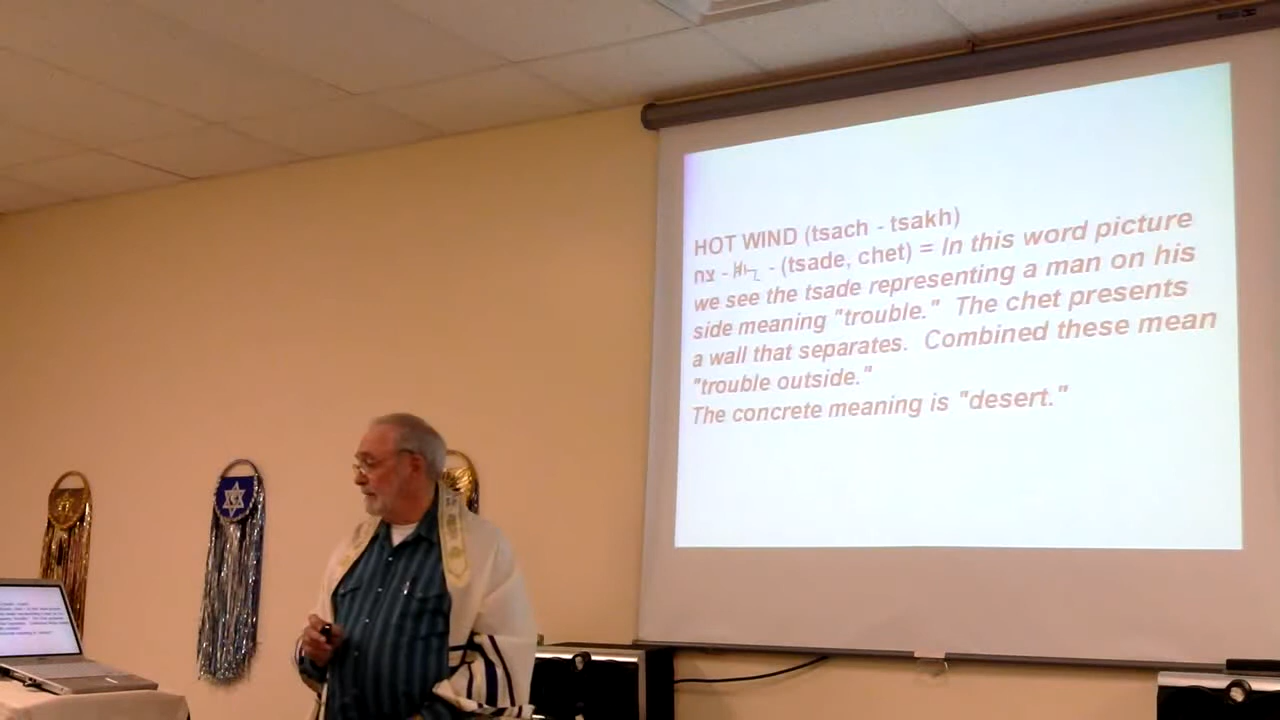 HOT WIND (tsach - tsakh)
צח - - (tsade, chet) = In this word picture
we see the tsade representing a man on his
side meaning "trouble." The chet presents
a wall that separates. Combined these mean
"trouble outside."
The concrete meaning is "desert."